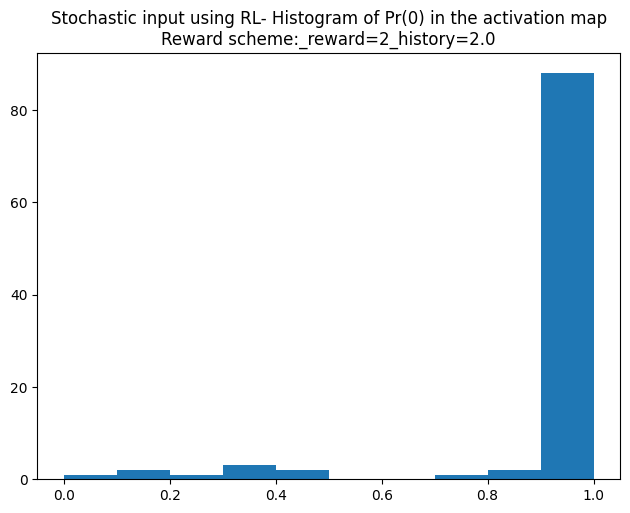 Stochastic input using RL- Histogram of Pr(0) in the activation map
Reward scheme:_reward=2_history=2.0
80
60
40
20
0
0.0 0.2 0.4 0.6 0.8 1.0